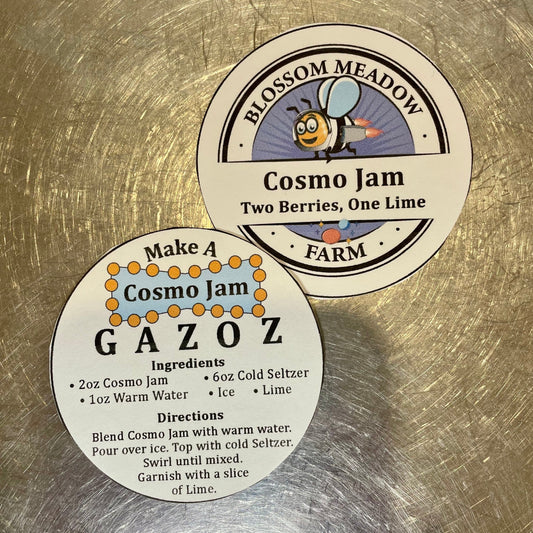 BLOSSOM MEADOW
Cosmo Jam
Two Berries, One Lime
· FARM ·
Make A
Cosmo Jam
GAZOZ
Ingredients
• 2oz Cosmo Jam • 6oz Cold Seltzer
• 1oz Warm Water • Ice • Lime
Directions
Blend Cosmo Jam with warm water.
Pour over ice. Top with cold Seltzer.
Swirl until mixed.
Garnish with a slice
of Lime.